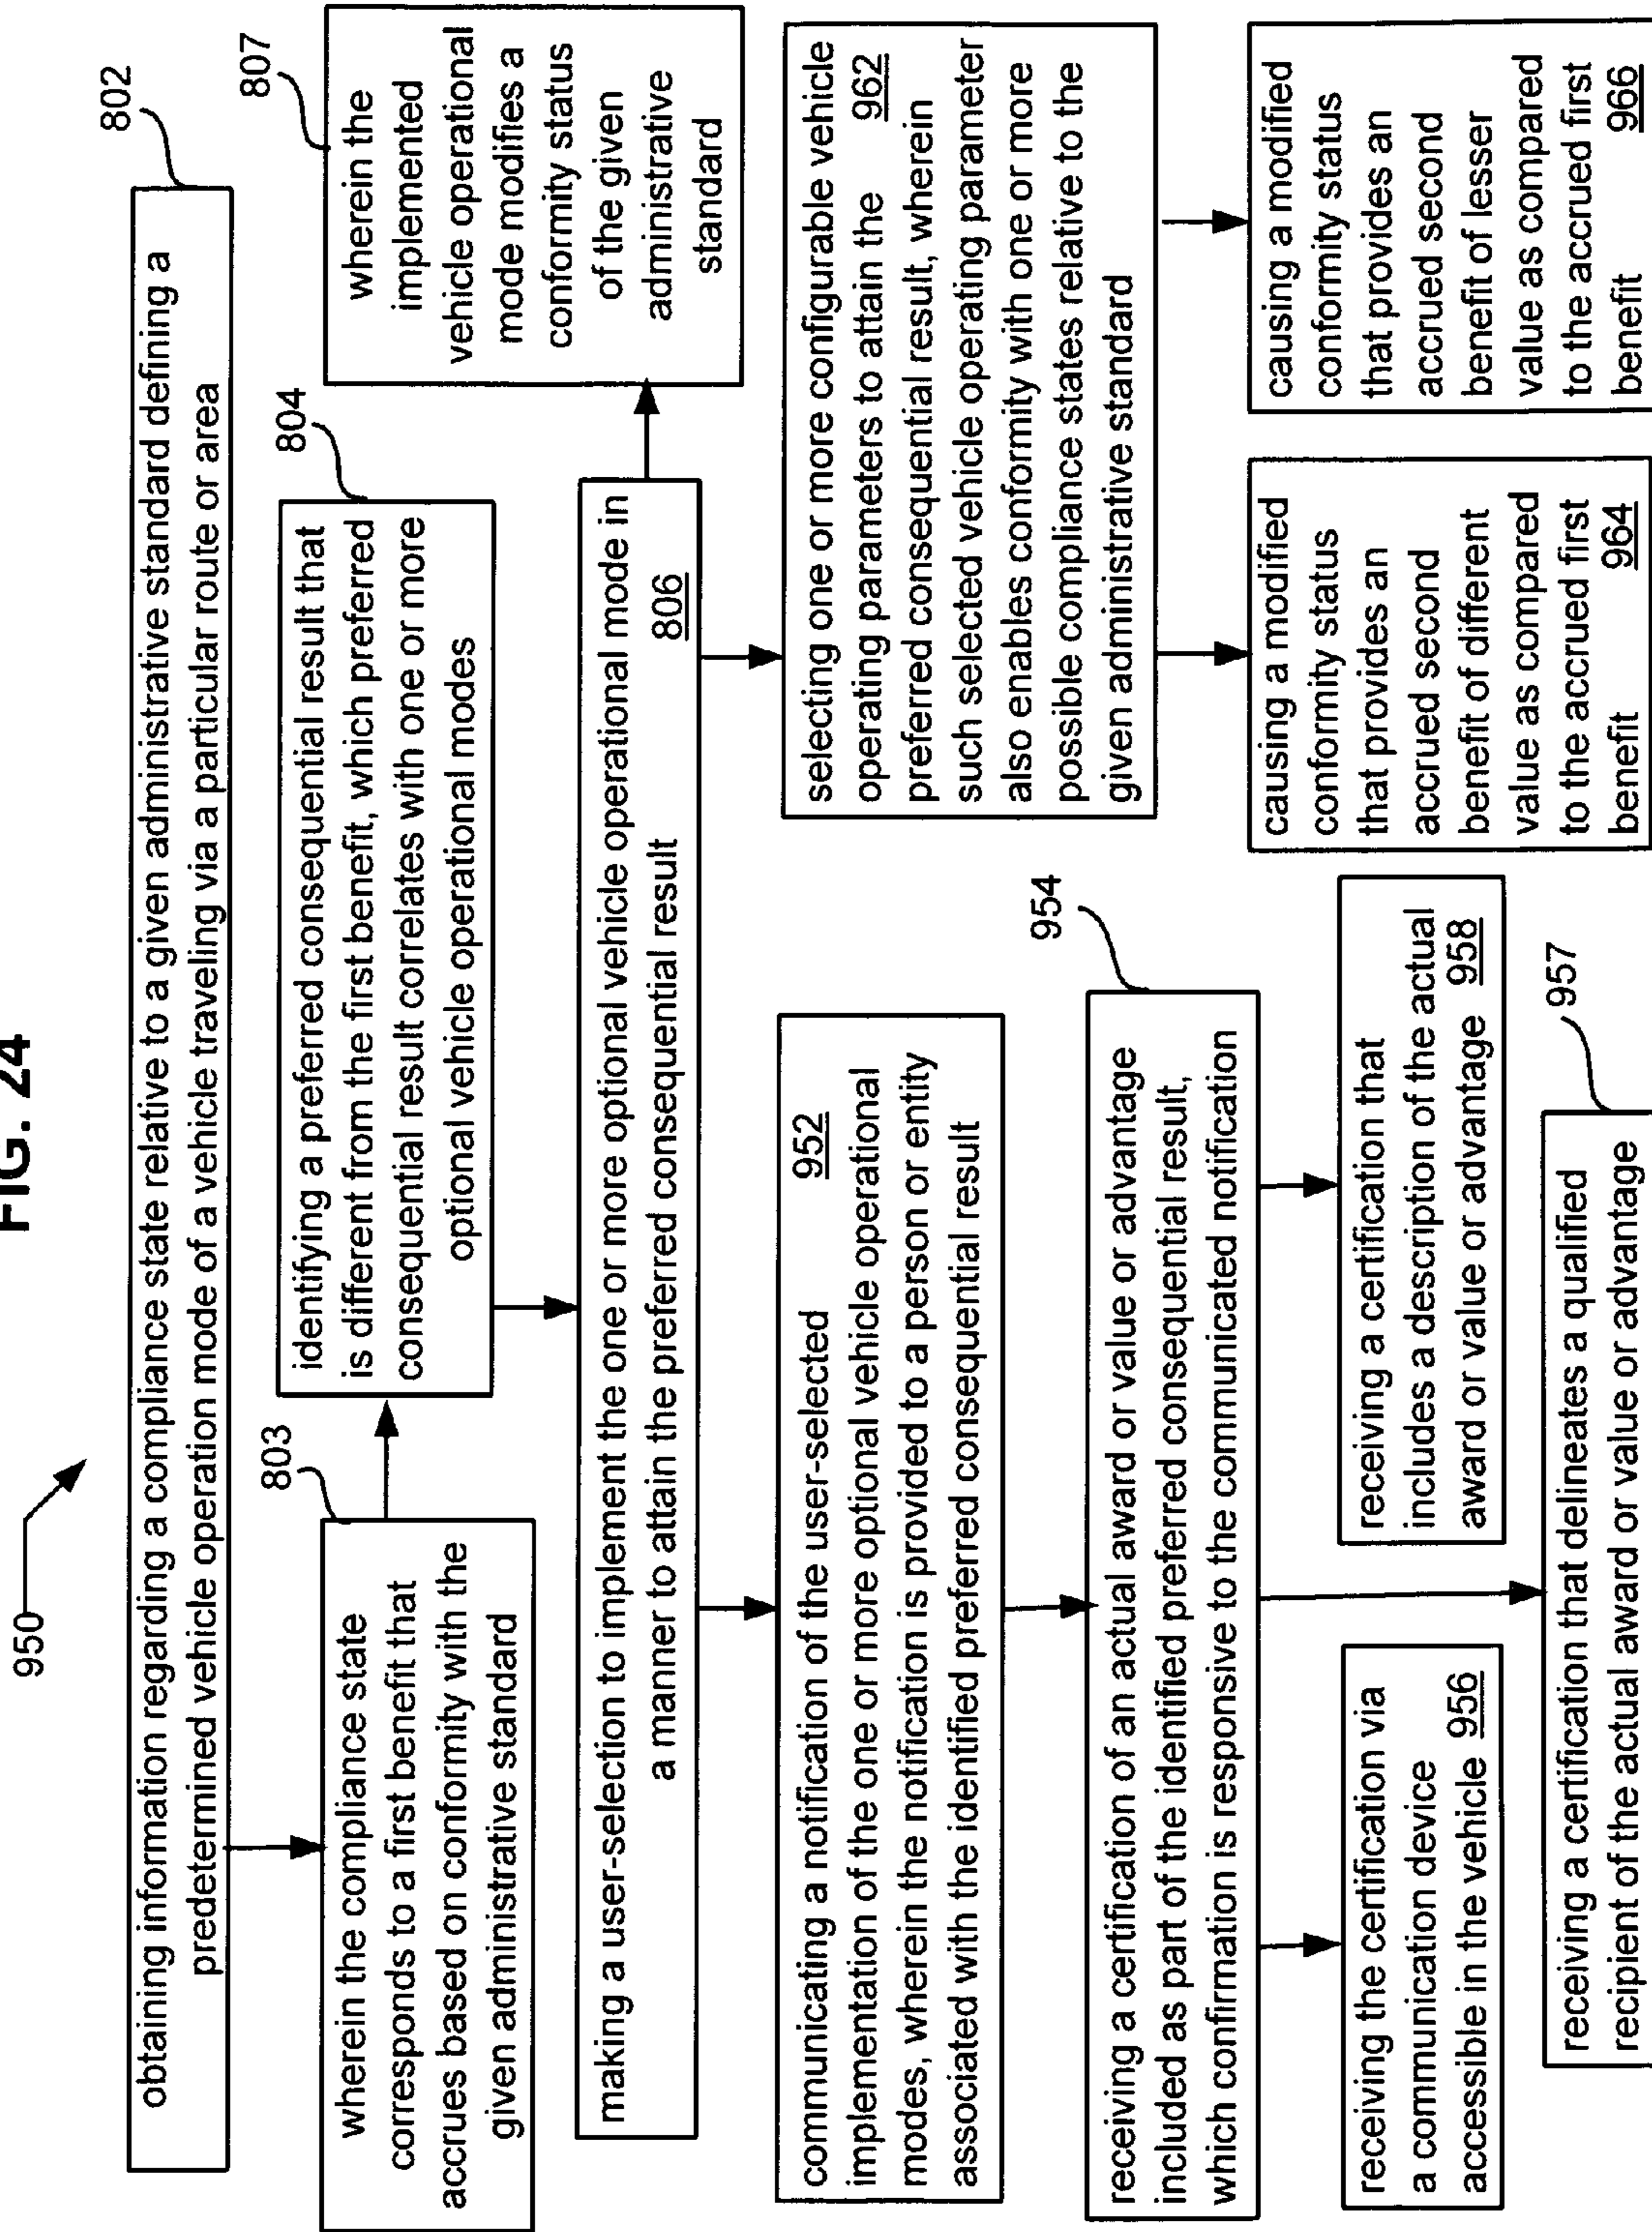 FIG. 24
950
802
obtaining information regarding a compliance state relative to a given administrative standard defining a
predetermined vehicle operation mode of a vehicle traveling via a particular route or area
803
wherein the compliance state
corresponds to a first benefit that
accrues based on conformity with the
given administrative standard
804
identifying a preferred consequential result that
is different from the first benefit, which preferred
consequential result correlates with one or more
optional vehicle operational modes
807
wherein the
implemented
vehicle operational
mode modifies a
conformity status
of the given
administrative
standard
making a user-selection to implement the one or more optional vehicle operational mode in
a manner to attain the preferred consequential result 806
communicating a notification of the user-selected 952
implementation of the one or more optional vehicle operational
modes, wherein the notification is provided to a person or entity
associated with the identified preferred consequential result
selecting one or more configurable vehicle
operating parameters to attain the 962
preferred consequential result, wherein
such selected vehicle operating parameter
also enables conformity with one or more
possible compliance states relative to the
given administrative standard
954
receiving a certification of an actual award or value or advantage
included as part of the identified preferred consequential result,
which confirmation is responsive to the communicated notification
receiving the certification via
a communication device
accessible in the vehicle 956
receiving a certification that
includes a description of the actual
award or value or advantage 958
957
receiving a certification that delineates a qualified
recipient of the actual award or value or advantage
causing a modified
conformity status
that provides an
accrued second
benefit of different
value as compared
to the accrued first
benefit 964
causing a modified
conformity status
that provides an
accrued second
benefit of lesser
value as compared
to the accrued first
benefit 966